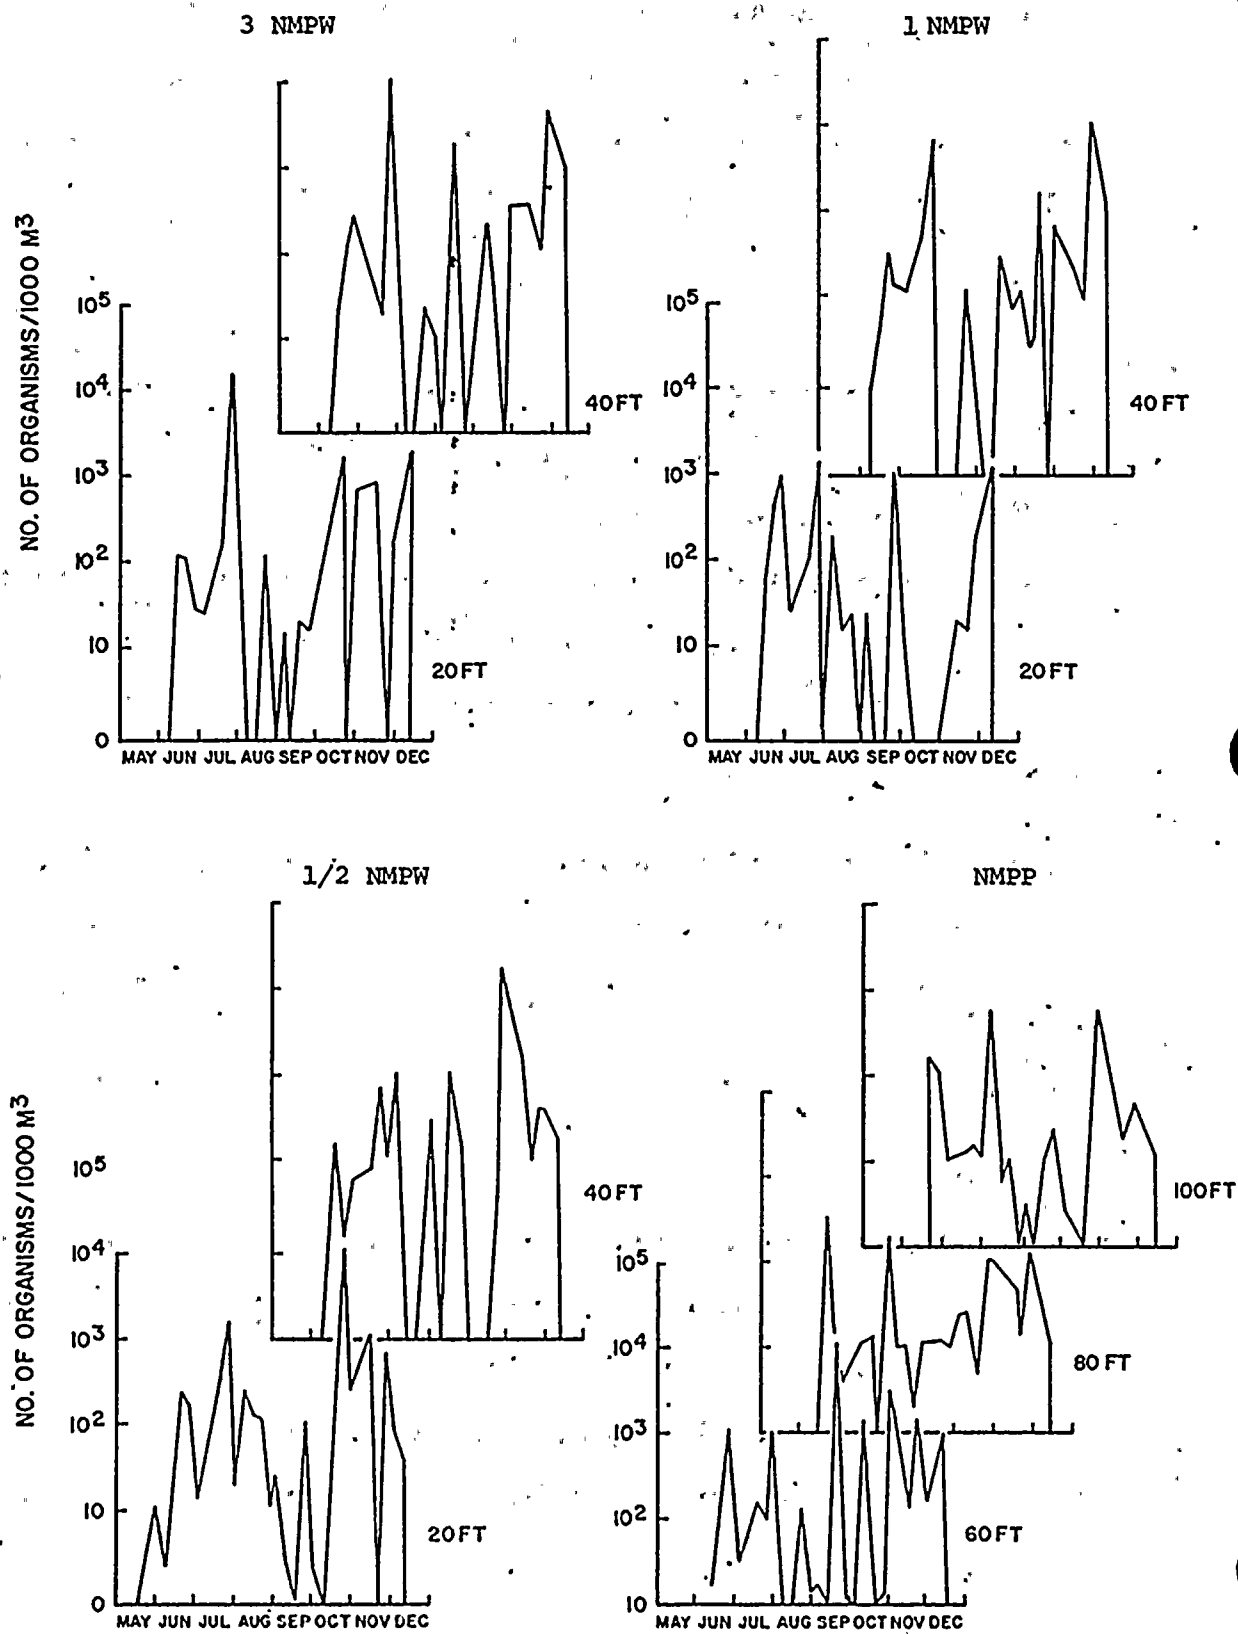 3 NMPW
NO. OF ORGANISMS/1000 M³
10⁵
10⁴
10³
10²
10
0
40 FT
20 FT
MAY JUN JUL AUG SEP OCT NOV DEC
1 NMPW
10⁵
10⁴
10³
10²
10
0
40 FT
20 FT
MAY JUN JUL AUG SEP OCT NOV DEC
1/2 NMPW
NO. OF ORGANISMS/1000 M³
10⁵
10⁴
10³
10²
10
0
40 FT
20 FT
MAY JUN JUL AUG SEP OCT NOV DEC
NMPP
10⁵
10⁴
10³
10²
10
100 FT
80 FT
60 FT
MAY JUN JUL AUG SEP OCT NOV DEC